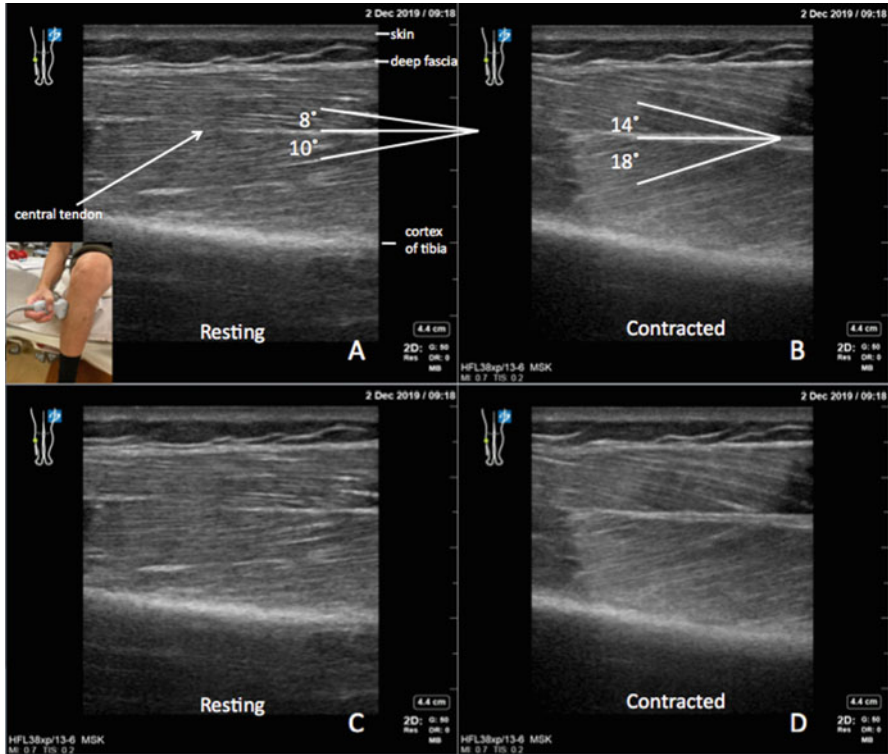 2 Dec 2019 / 09:18
skin
deep fascia
8°
10°
central tendon
cortex
of tibia
Resting
A
4.4 cm
2D: G: 50
Res DR: 0
MB
2 Dec 2019 / 09:18
14°
18°
Contracted
B
4.4 cm
2D: G: 50
Res DR: 0
MB
HFL38xp/13-6 MSK
MI: 0.7 TIS: 0.2
2 Dec 2019 / 09:18
Resting
C
4.4 cm
2D: G: 50
Res DR: 0
MB
HFL38xp/13-6 MSK
MI: 0.7 TIS: 0.2
2 Dec 2019 / 09:18
Contracted
D
4.4 cm
2D: G: 50
Res DR: 0
MB
HFL38xp/13-6 MSK
MI: 0.7 TIS: 0.2